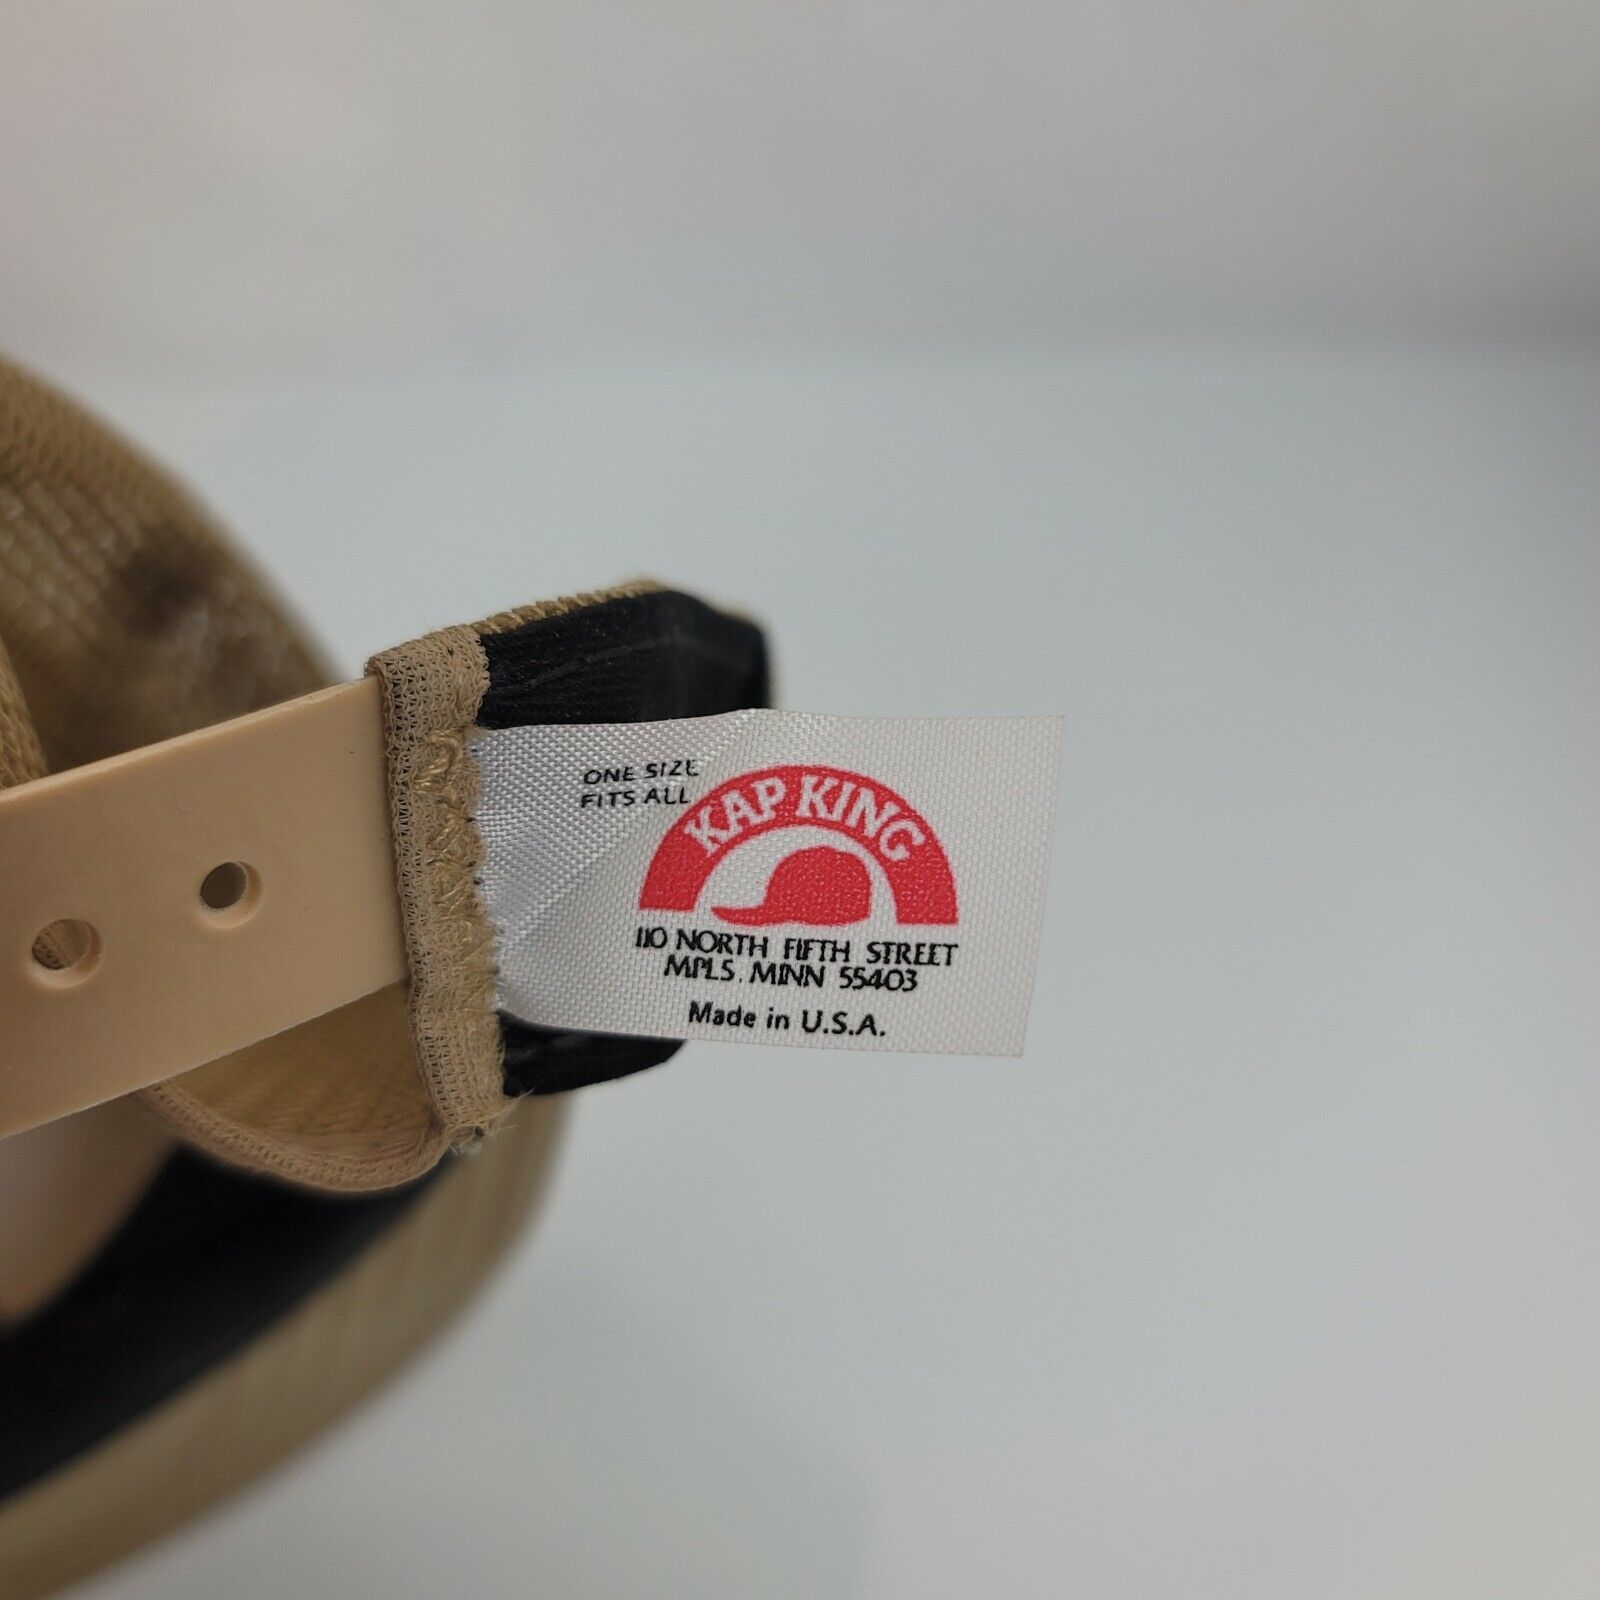 ONE SIZE
FITS ALL
KAP KING
110 NORTH FIFTH STREET
MPLS. MINN 55403
Made in U.S.A.